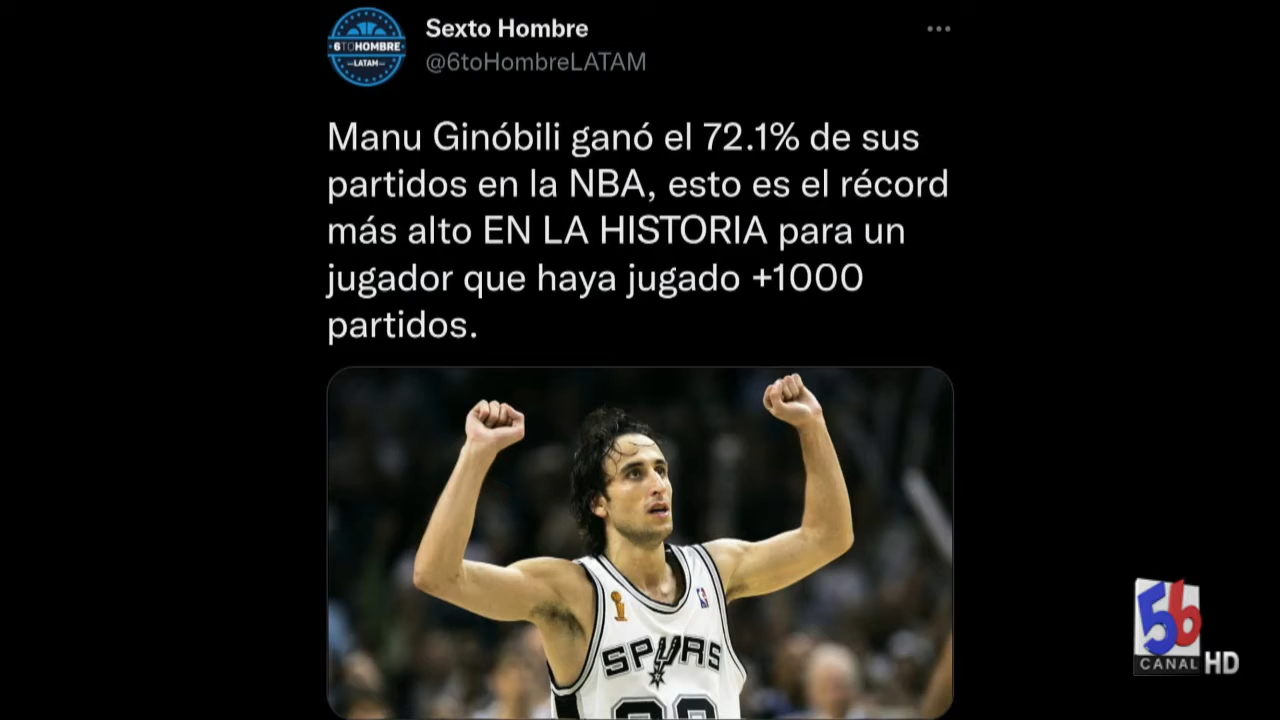 6TOHOMBRE
LATAM
Sexto Hombre
@6toHombreLATAM
Manu Ginóbili ganó el 72.1% de sus
partidos en la NBA, esto es el récord
más alto EN LA HISTORIA para un
jugador que haya jugado +1000
partidos.
SPURS
56
CANAL HD